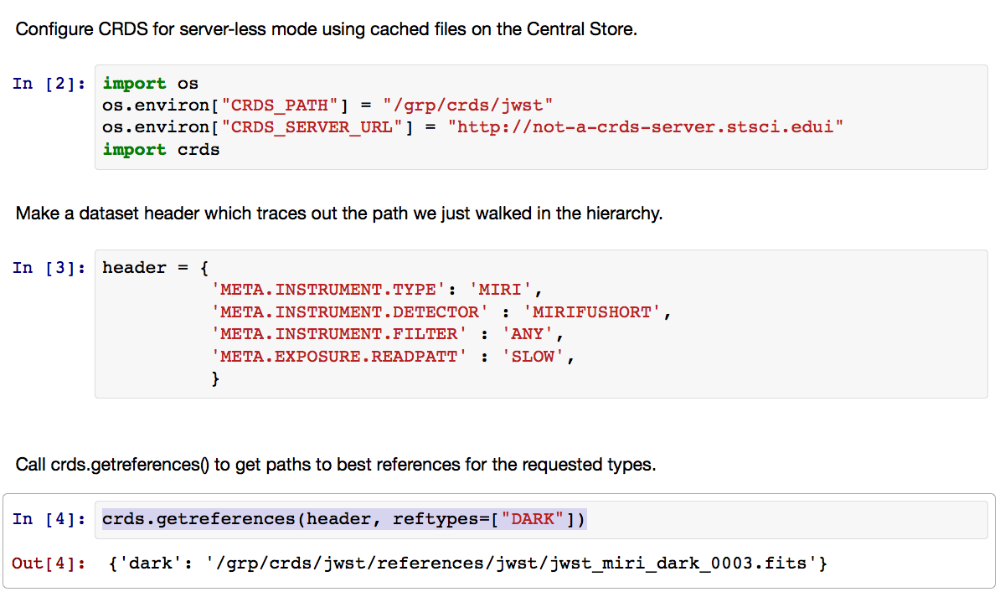 Configure CRDS for server-less mode using cached files on the Central Store.
In [2]: import os
os.environ["CRDS_PATH"] = "/grp/crds/jwst"
os.environ["CRDS_SERVER_URL"] = "http://not-a-crds-server.stsci.edui"
import crds
Make a dataset header which traces out the path we just walked in the hierarchy.
In [3]: header = {
'META.INSTRUMENT.TYPE': 'MIRI',
'META.INSTRUMENT.DETECTOR' : 'MIRIFUSHORT',
'META.INSTRUMENT.FILTER' : 'ANY',
'META.EXPOSURE.READPATT' : 'SLOW',
}
Call crds.getreferences() to get paths to best references for the requested types.
In [4]: crds.getreferences(header, reftypes=["DARK"])
Out[4]: {'dark': '/grp/crds/jwst/references/jwst/jwst_miri_dark_0003.fits'}